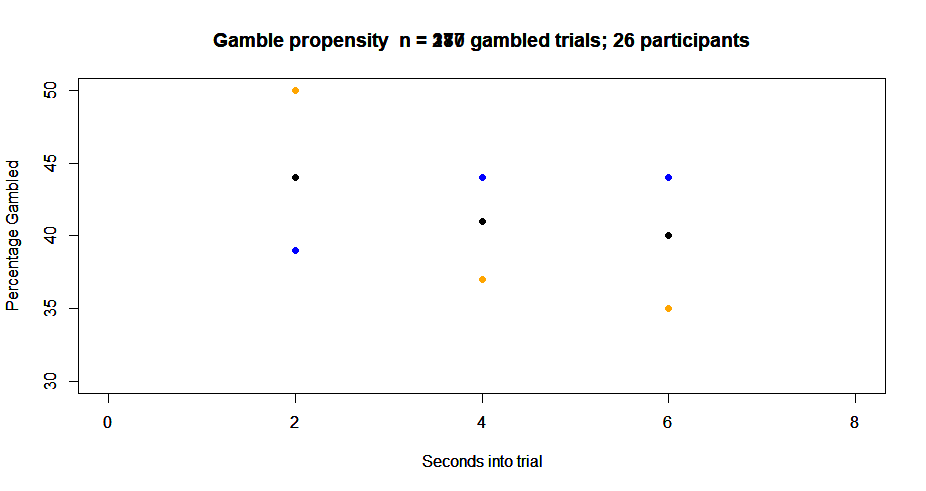 Gamble propensity n = gambled trials; 26 participants
50
45
40
35
30
Percentage Gambled
0 2 4 6 8
Seconds into trial